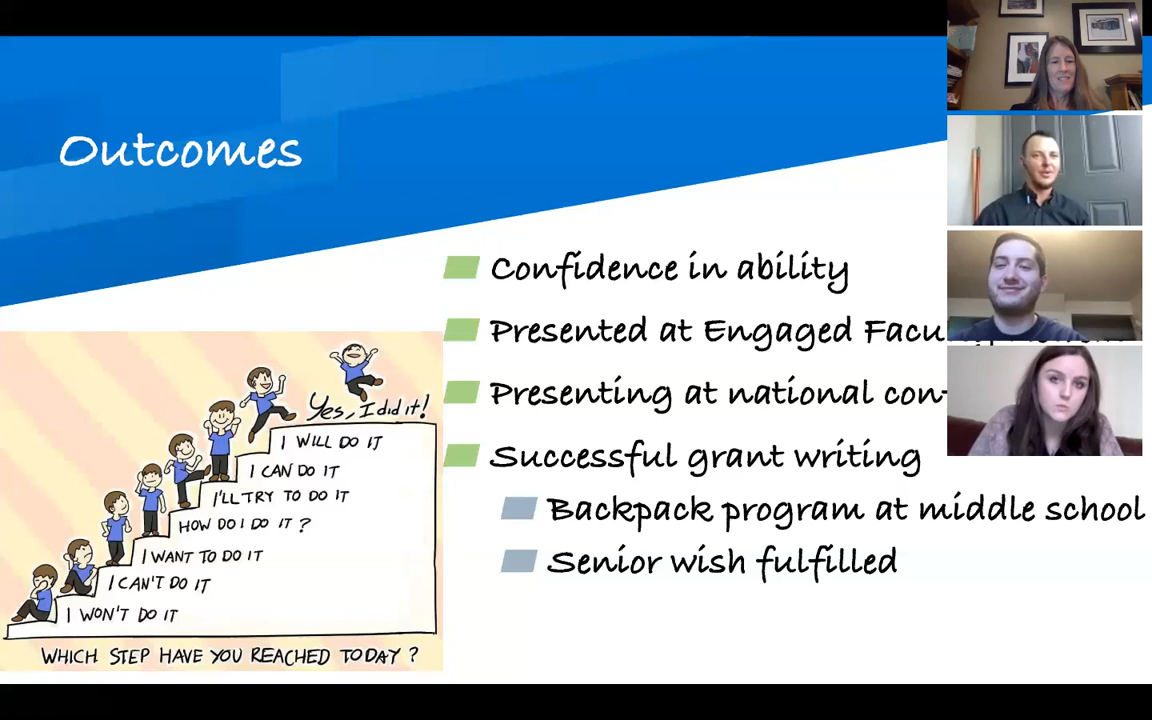 Outcomes
Confidence in ability
Presented at Engaged
Presenting at national
Successful grant writing
Backpack program at middle school
Senior wish fulfilled
Yes, I did it!
I WILL DO IT
I CAN DO IT
I'LL TRY TO DO IT
HOW DO I DO IT?
I WANT TO DO IT
I CAN'T DO IT
I WON'T DO IT
WHICH STEP HAVE YOU REACHED TODAY?